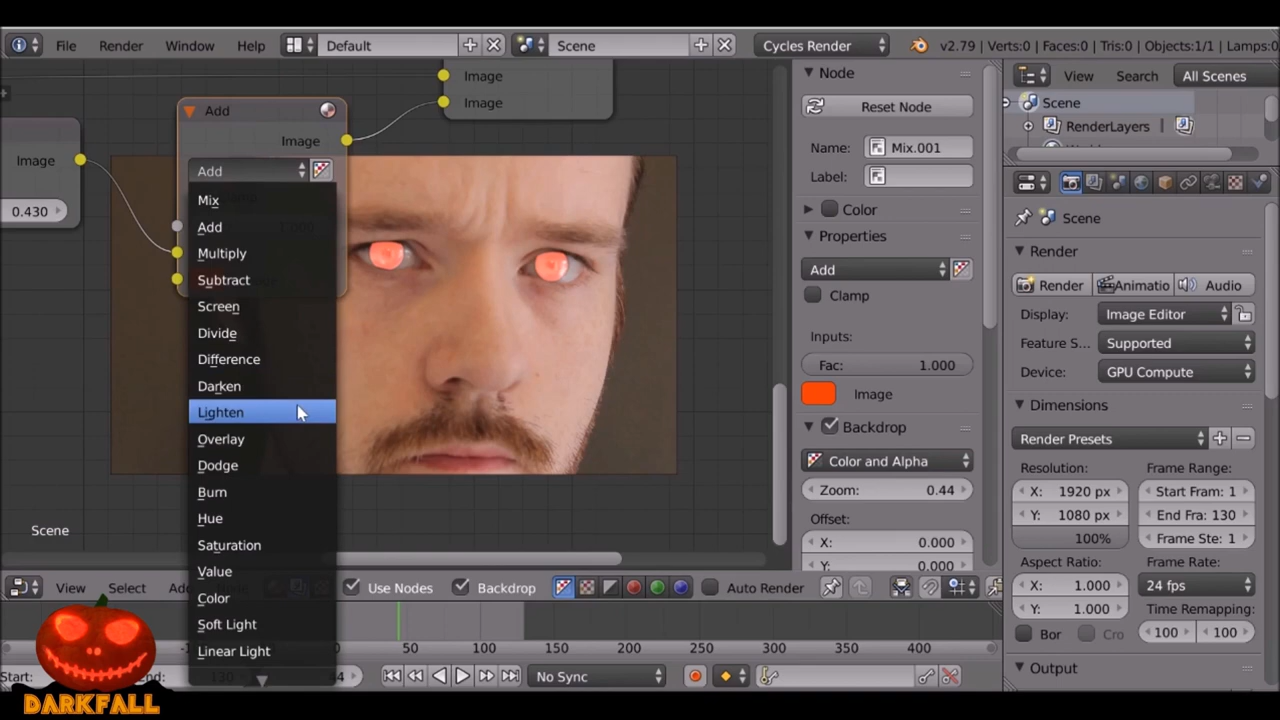 File Render Window Help Default Scene Cycles Render v2.79 | Verts:0 | Faces:0 | Tris:0 | Objects:1/1 | Lamps:0
Image
Image
Add
Image
Add
Mix
Add
Multiply
Subtract
Screen
Divide
Difference
Darken
Lighten
Overlay
Dodge
Burn
Hue
Saturation
Value
Color
Soft Light
Linear Light
Image
0.430
Scene
Node
Reset Node
Name: Mix.001
Label:
Color
Properties
Add
Clamp
Inputs:
Fac: 1.000
Image
Backdrop
Color and Alpha
Zoom: 0.44
Offset:
X: 0.000
Y: 0.000
View Search All Scenes
Scene
RenderLayers |
Scene
Render
Render Animatio Audio
Display: Image Editor
Feature S... Supported
Device: GPU Compute
Dimensions
Render Presets
Resolution: Frame Range:
X: 1920 px Start Fram: 1
Y: 1080 px End Fra: 130
100% Frame Ste: 1
Aspect Ratio: Frame Rate:
X: 1.000 24 fps
Y: 1.000 Time Remapping:
Bor Cro 100 100
Output
View Select Use Nodes Backdrop Auto Render
50 100 150 200 250 300 350 400
Start: End: 130 No Sync
DARKFALL